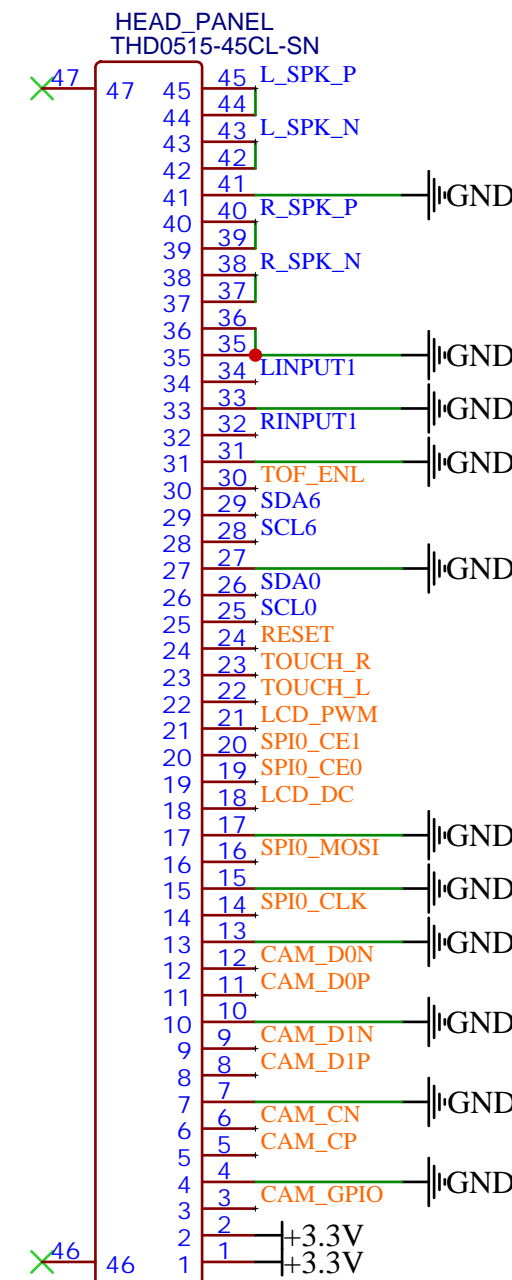 HEAD_PANEL
THD0515-45CL-SN
47 47 45 45 L_SPK_P
44 44
43 43 L_SPK_N
42 42
41 41 GND
40 40 R_SPK_P
39 39
38 38 R_SPK_N
37 37
36 36
35 35 GND
34 34 LINPUT1
33 33 GND
32 32 RINPUT1
31 31 GND
30 30 TOF_ENL
29 29 SDA6
28 28 SCL6
27 27 GND
26 26 SDA0
25 25 SCL0
24 24 RESET
23 23 TOUCH_R
22 22 TOUCH_L
21 21 LCD_PWM
20 20 SPI0_CE1
19 19 SPI0_CE0
18 18 LCD_DC
17 17 GND
16 16 SPI0_MOSI
15 15 GND
14 14 SPI0_CLK
13 13 GND
12 12 CAM_D0N
11 11 CAM_D0P
10 10 GND
9 9 CAM_D1N
8 8 CAM_D1P
7 7 GND
6 6 CAM_CN
5 5 CAM_CP
4 4 GND
3 3 CAM_GPIO
2 2 +3.3V
46 46 1 1 +3.3V